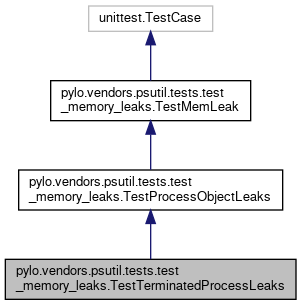 unittest.TestCase
pylo.vendors.psutil.tests.test
_memory_leaks.TestMemLeak
pylo.vendors.psutil.tests.test
_memory_leaks.TestProcessObjectLeaks
pylo.vendors.psutil.tests.test
_memory_leaks.TestTerminatedProcessLeaks